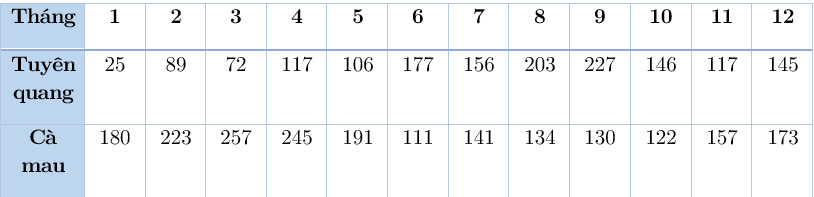 Tháng 1 2 3 4 5 6 7 8 9 10 11 12
Tuyên 25 89 72 117 106 177 156 203 227 146 117 145
quang
Cà 180 223 257 245 191 111 141 134 130 122 157 173
mau